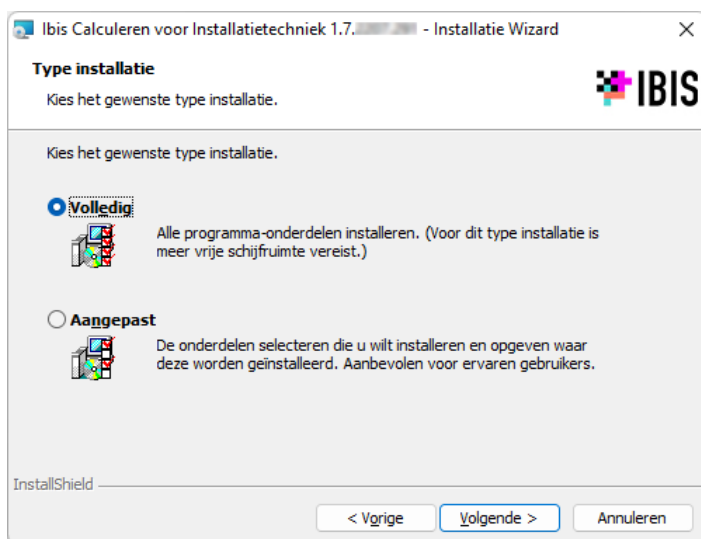 Ibis Calculeren voor Installatietechniek 1.7. - Installatie Wizard
Type installatie
Kies het gewenste type installatie.
IBIS
Kies het gewenste type installatie.
Volledig
Alle programma-onderdelen installeren. (Voor dit type installatie is
meer vrije schijfruimte vereist.)
Aangepast
De onderdelen selecteren die u wilt installeren en opgeven waar
deze worden geïnstalleerd. Aanbevolen voor ervaren gebruikers.
InstallShield
< Vorige
Volgende >
Annuleren